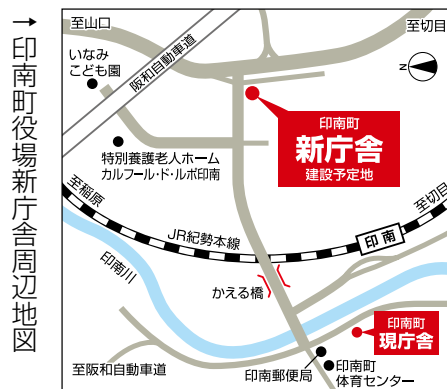 →印南町役場新庁舎周辺地図
至山口
至切目
いなみ
こども園
阪和自動車道
N
印南町
新庁舎
建設予定地
特別養護老人ホーム
カルフール・ド・ルポ印南
至稲原
至切目
JR紀勢本線
印南
印南川
かえる橋
印南町
現庁舎
至阪和自動車道
印南郵便局
印南町
体育センター